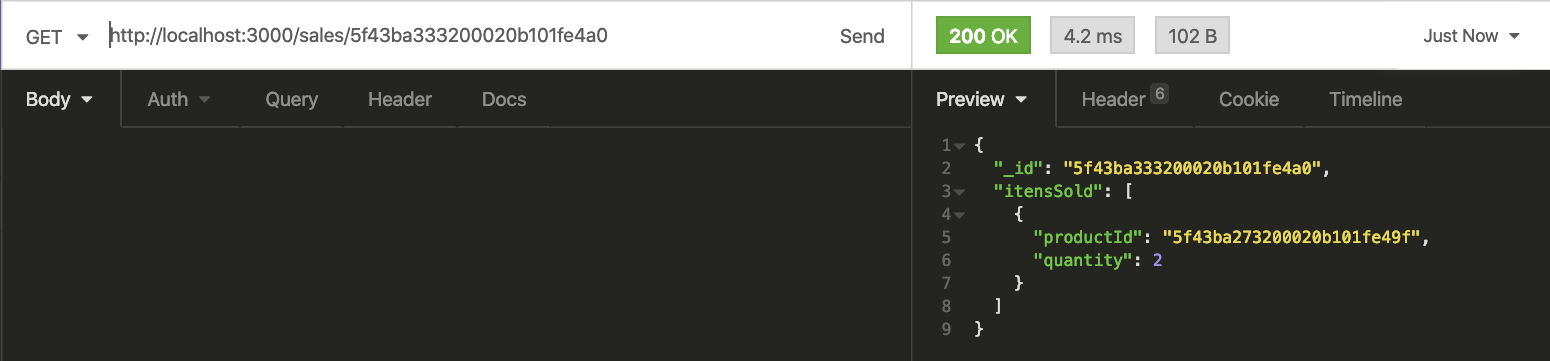 GET http://localhost:3000/sales/5f43ba333200020b101fe4a0 Send 200 OK 4.2 ms 102 B Just Now
Body Auth Query Header Docs Preview Header 6 Cookie Timeline
1 {
2 "_id": "5f43ba333200020b101fe4a0",
3 "itensSold": [
4 {
5 "productId": "5f43ba273200020b101fe49f",
6 "quantity": 2
7 }
8 ]
9 }